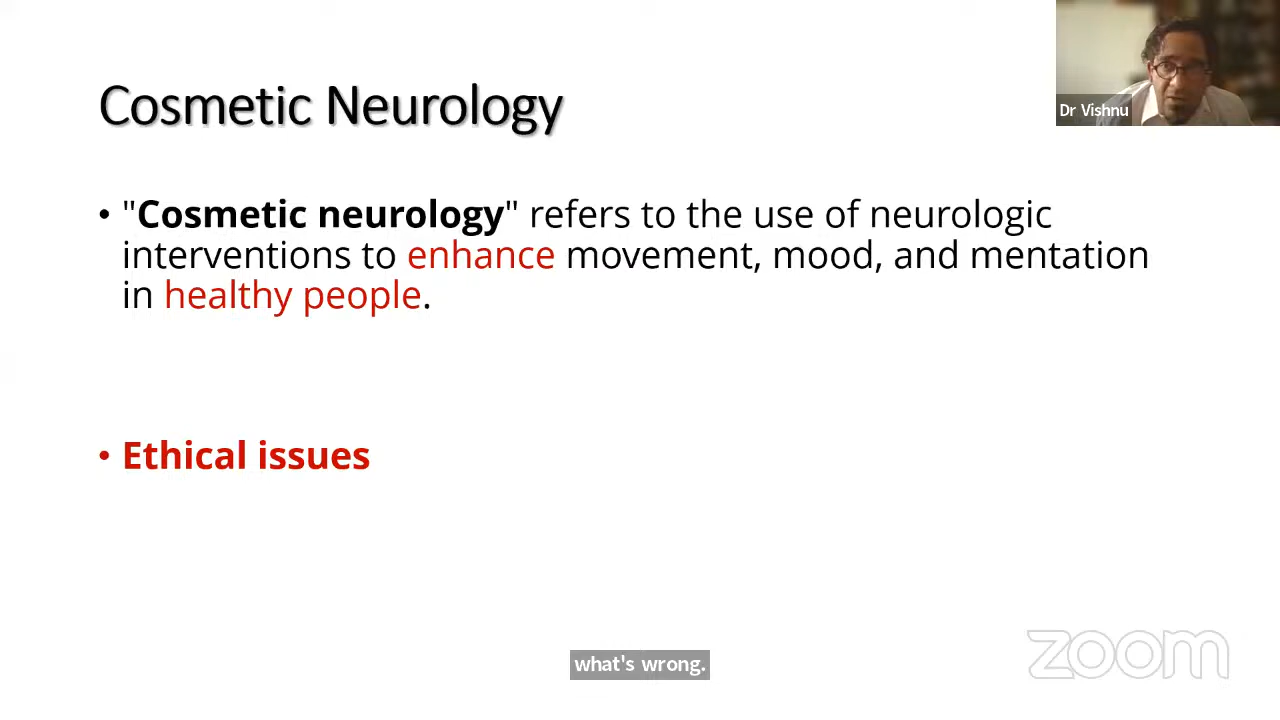 Cosmetic Neurology
Dr Vishnu
• "Cosmetic neurology" refers to the use of neurologic
interventions to enhance movement, mood, and mentation
in healthy people.
• Ethical issues
zoom
what's wrong.